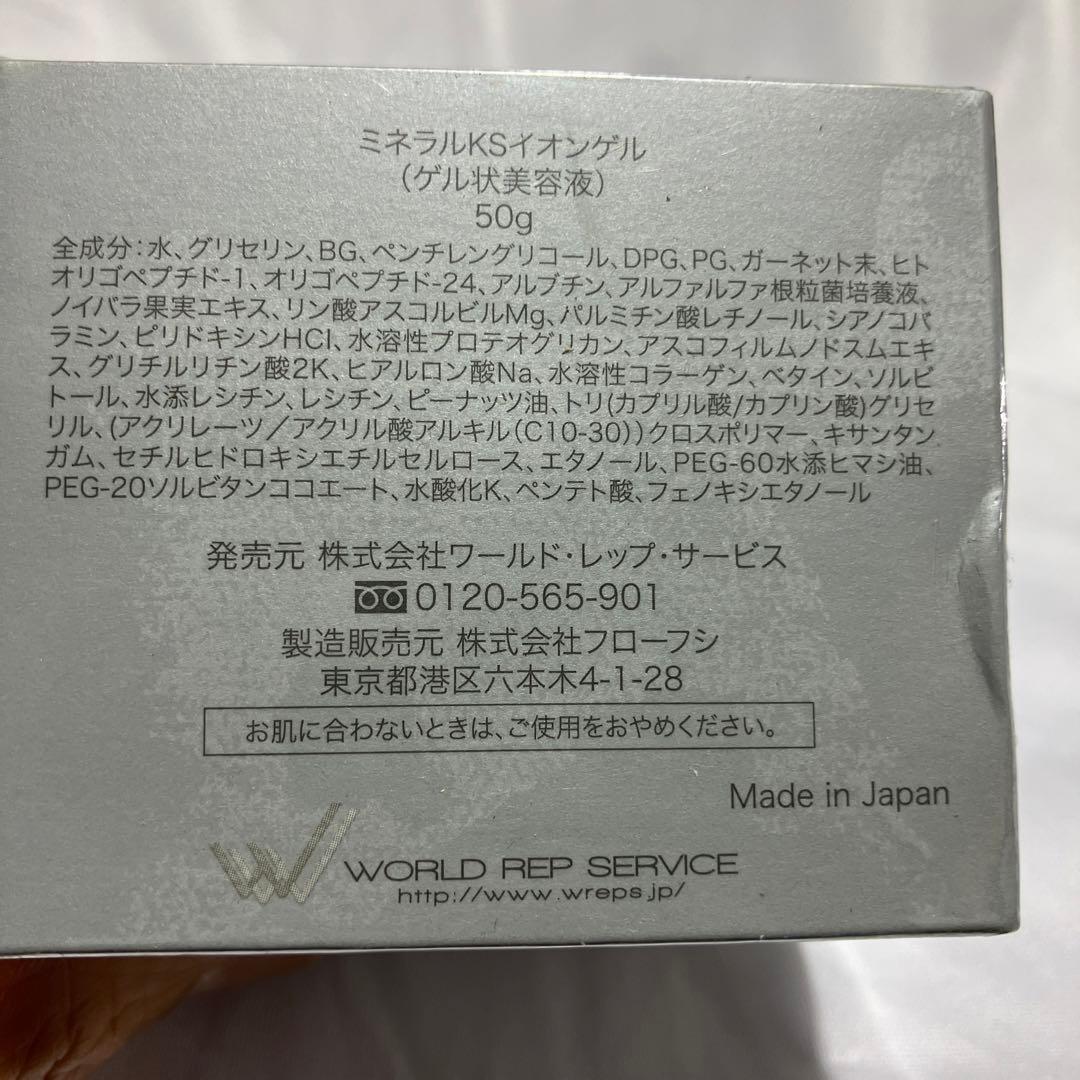 ミネラルKSイオンゲル
（ゲル状美容液）
50g
全成分：水、グリセリン、BG、ペンチレングリコール、DPG、PG、ガーネット末、ヒト
オリゴペプチド-1、オリゴペプチド-24、アルブチン、アルファルファ根粒菌培養液、
ノイバラ果実エキス、リン酸アスコルビルMg、パルミチン酸レチノール、シアノコバ
ラミン、ピリドキシンHCI、水溶性プロテオグリカン、アスコフィルムノドスムエキ
ス、グリチルリチン酸2K、ヒアルロン酸Na、水溶性コラーゲン、ベタイン、ソルビ
トール、水添レシチン、レシチン、ピーナッツ油、トリ(カプリル酸/カプリン酸)グリセ
リル、(アクリレーツ／アクリル酸アルキル（C10-30))クロスポリマー、キサンタン
ガム、セチルヒドロキシエチルセルロース、エタノール、PEG-60水添ヒマシ油、
PEG-20ソルビタンココエート、水酸化K、ペンテト酸、フェノキシエタノール
発売元 株式会社ワールド・レップ・サービス
0120-565-901
製造販売元 株式会社フローフシ
東京都港区六本木4-1-28
お肌に合わないときは、ご使用をおやめください。
Made in Japan
WORLD REP SERVICE
http://www.wreps.jp/